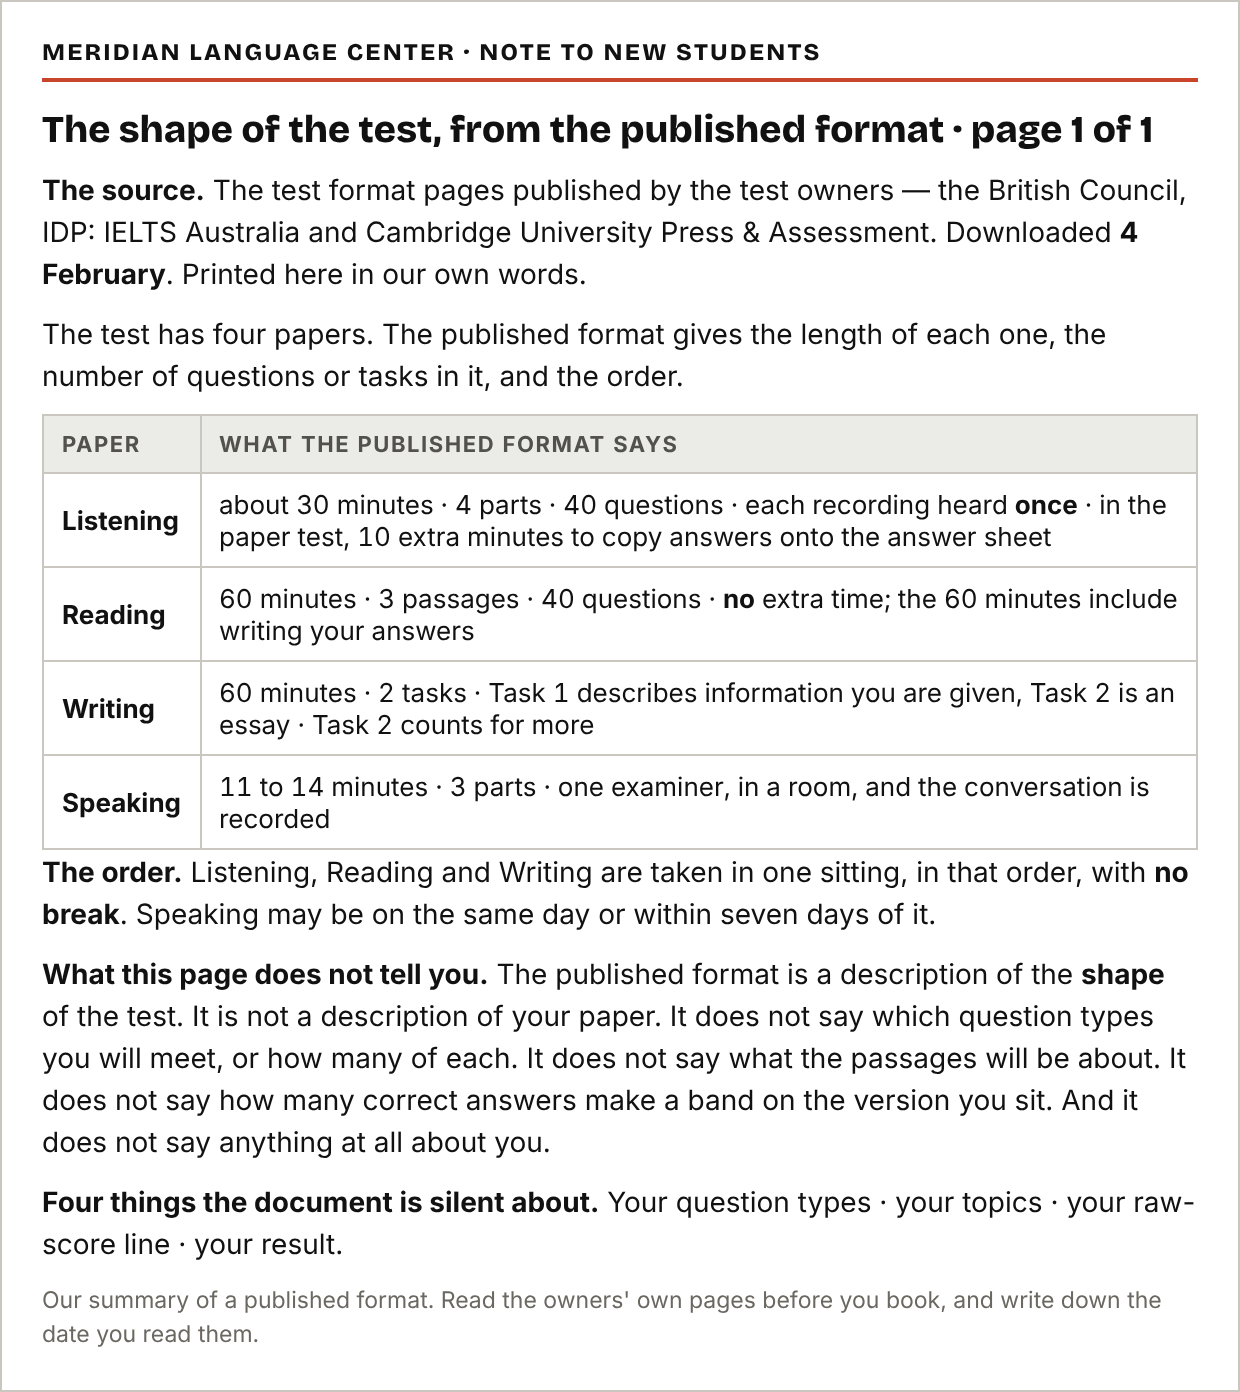 MERIDIAN LANGUAGE CENTER · NOTE TO NEW STUDENTS
The shape of the test, from the published format · page 1 of 1
The source. The test format pages published by the test owners — the British Council,
IDP: IELTS Australia and Cambridge University Press & Assessment. Downloaded 4
February. Printed here in our own words.
The test has four papers. The published format gives the length of each one, the
number of questions or tasks in it, and the order.
PAPER WHAT THE PUBLISHED FORMAT SAYS
Listening about 30 minutes · 4 parts · 40 questions · each recording heard once · in the
paper test, 10 extra minutes to copy answers onto the answer sheet
Reading 60 minutes · 3 passages · 40 questions · no extra time; the 60 minutes include
writing your answers
Writing 60 minutes · 2 tasks · Task 1 describes information you are given, Task 2 is an
essay · Task 2 counts for more
Speaking 11 to 14 minutes · 3 parts · one examiner, in a room, and the conversation is
recorded
The order. Listening, Reading and Writing are taken in one sitting, in that order, with no
break. Speaking may be on the same day or within seven days of it.
What this page does not tell you. The published format is a description of the shape
of the test. It is not a description of your paper. It does not say which question types
you will meet, or how many of each. It does not say what the passages will be about. It
does not say how many correct answers make a band on the version you sit. And it
does not say anything at all about you.
Four things the document is silent about. Your question types · your topics · your raw-
score line · your result.
Our summary of a published format. Read the owners' own pages before you book, and write down the
date you read them.